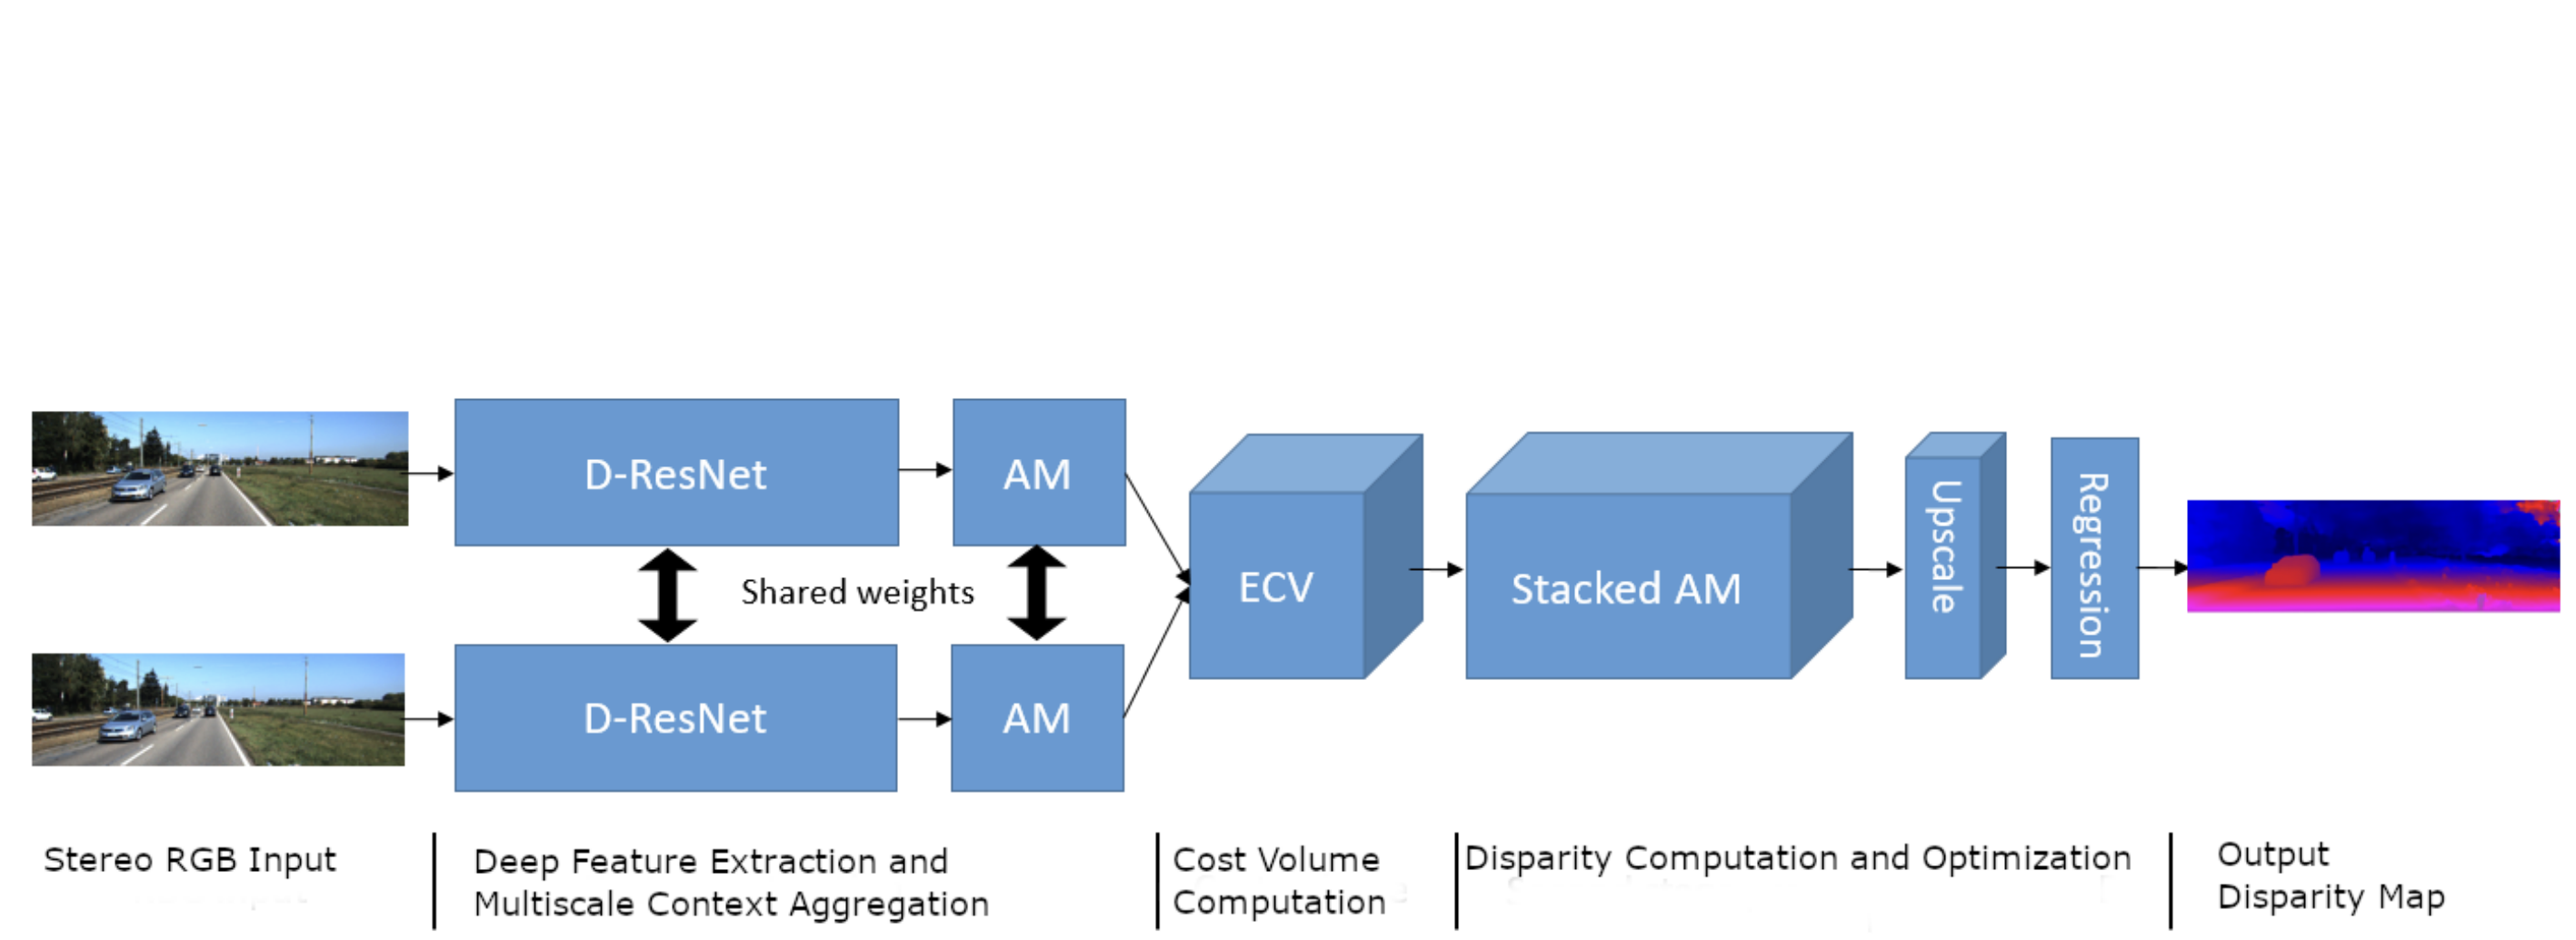 D-ResNet
AM
Shared weights
D-ResNet
AM
ECV
Stacked AM
Upscale
Regression
Stereo RGB Input
Deep Feature Extraction and
Multiscale Context Aggregation
Cost Volume
Computation
Disparity Computation and Optimization
Output
Disparity Map